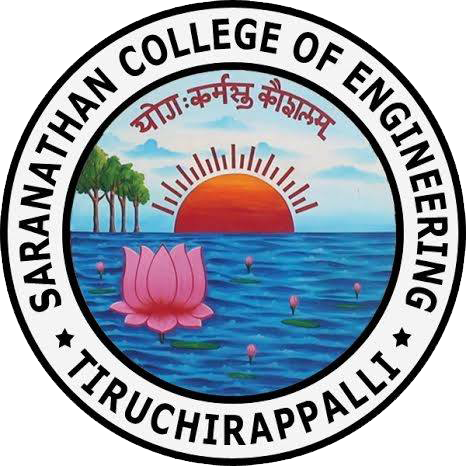 SARANATHAN COLLEGE OF ENGINEERING
योगः कर्मस्तु कौशलम्
★ TIRUCHIRAPPALLI ★